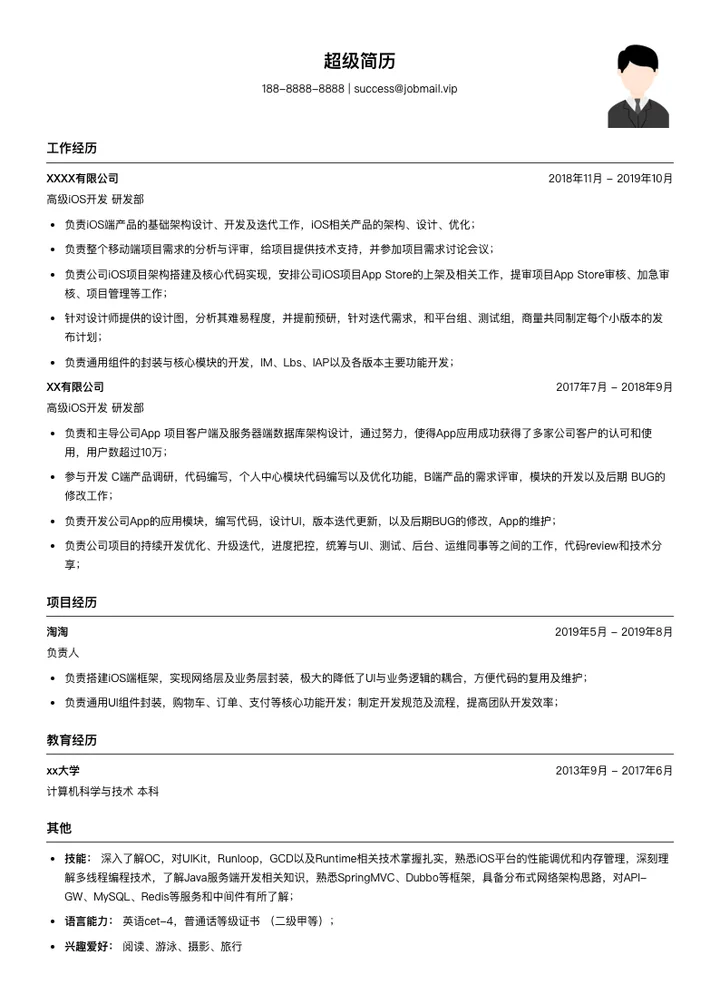 超级简历
188-8888-8888 | success@jobmail.vip
工作经历
XXXX有限公司 2018年11月 - 2019年10月
高级iOS开发 研发部
• 负责iOS端产品的基础架构设计、开发及迭代工作，iOS相关产品的架构、设计、优化；
• 负责整个移动端项目需求的分析与评审，给项目提供技术支持，并参加项目需求讨论会议；
• 负责公司iOS项目架构搭建及核心代码实现，安排公司iOS项目App Store的上架及相关工作，提审项目App Store审核、加急审
核、项目管理等工作；
• 针对设计师提供的设计图，分析其难易程度，并提前预研，针对迭代需求，和平台组、测试组，商量共同制定每个小版本的发
布计划；
• 负责通用组件的封装与核心模块的开发，IM、Lbs、IAP以及各版本主要功能开发；
XX有限公司 2017年7月 - 2018年9月
高级iOS开发 研发部
• 负责和主导公司App 项目客户端及服务器端数据库架构设计，通过努力，使得App应用成功获得了多家公司客户的认可和使
用，用户数超过10万；
• 参与开发 C端产品调研，代码编写，个人中心模块代码编写以及优化功能，B端产品的需求评审，模块的开发以及后期 BUG的
修改工作；
• 负责开发公司App的应用模块，编写代码，设计UI，版本迭代更新，以及后期BUG的修改，App的维护；
• 负责公司项目的持续开发优化、升级迭代，进度把控，统筹与UI、测试、后台、运维同事等之间的工作，代码review和技术分
享；
项目经历
淘淘 2019年5月 - 2019年8月
负责人
• 负责搭建iOS端框架，实现网络层及业务层封装，极大的降低了UI与业务逻辑的耦合，方便代码的复用及维护；
• 负责通用UI组件封装，购物车、订单、支付等核心功能开发；制定开发规范及流程，提高团队开发效率；
教育经历
xx大学 2013年9月 - 2017年6月
计算机科学与技术 本科
其他
• 技能： 深入了解OC，对UIKit，Runloop，GCD以及Runtime相关技术掌握扎实，熟悉iOS平台的性能调优和内存管理，深刻理
解多线程编程技术，了解Java服务端开发相关知识，熟悉SpringMVC、Dubbo等框架，具备分布式网络架构思路，对API-
GW、MySQL、Redis等服务和中间件有所了解；
• 语言能力： 英语cet-4，普通话等级证书 （二级甲等）；
• 兴趣爱好： 阅读、游泳、摄影、旅行